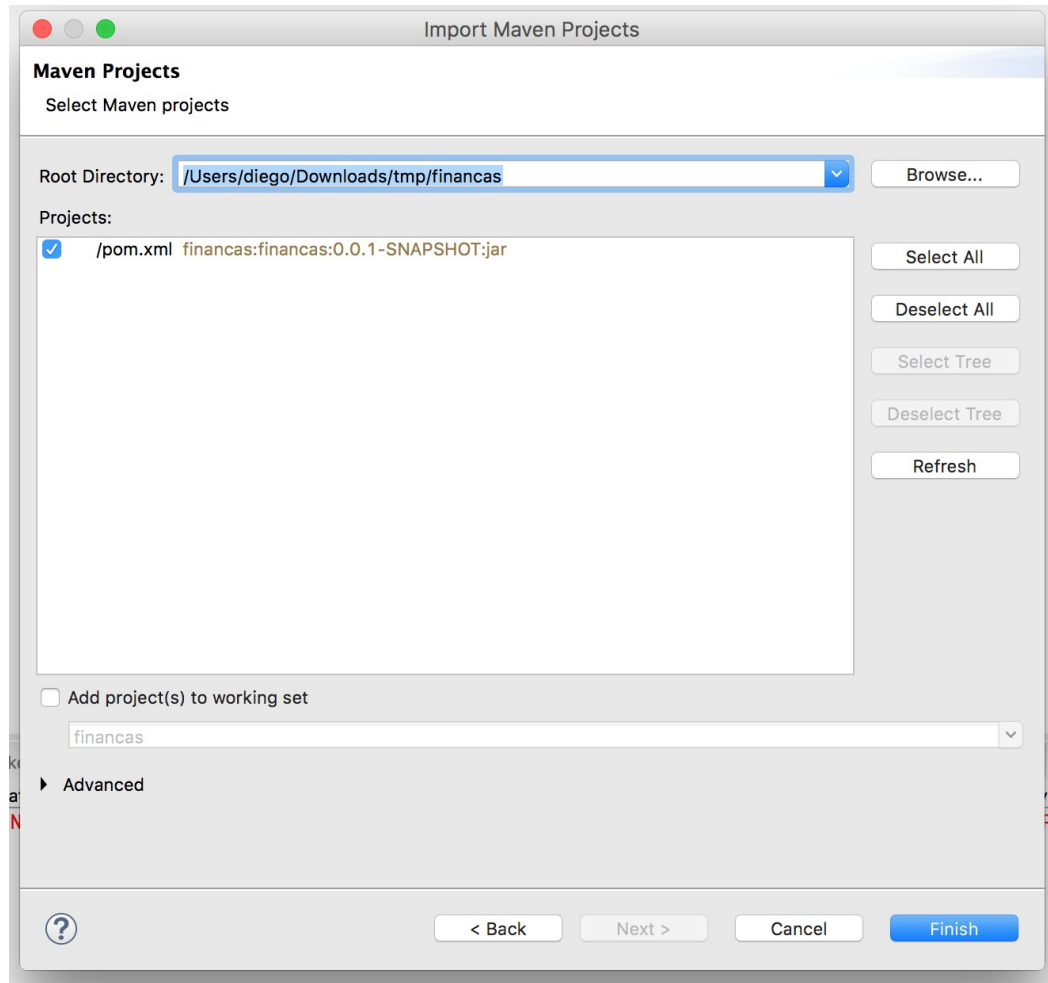 Import Maven Projects
Maven Projects
Select Maven projects
Root Directory: /Users/diego/Downloads/tmp/financas Browse...
Projects:
/pom.xml financas:financas:0.0.1-SNAPSHOT:jar
Select All
Deselect All
Select Tree
Deselect Tree
Refresh
Add project(s) to working set
financas
Advanced
? < Back Next > Cancel Finish